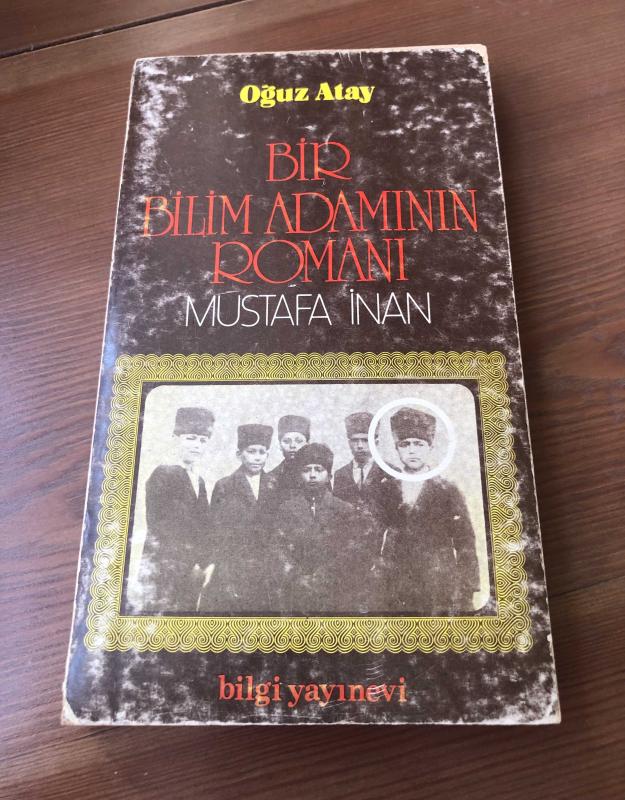 Oğuz Atay
BİR
BİLİM ADAMININ
ROMANI
MUSTAFA İNAN
bilgi yayınevi